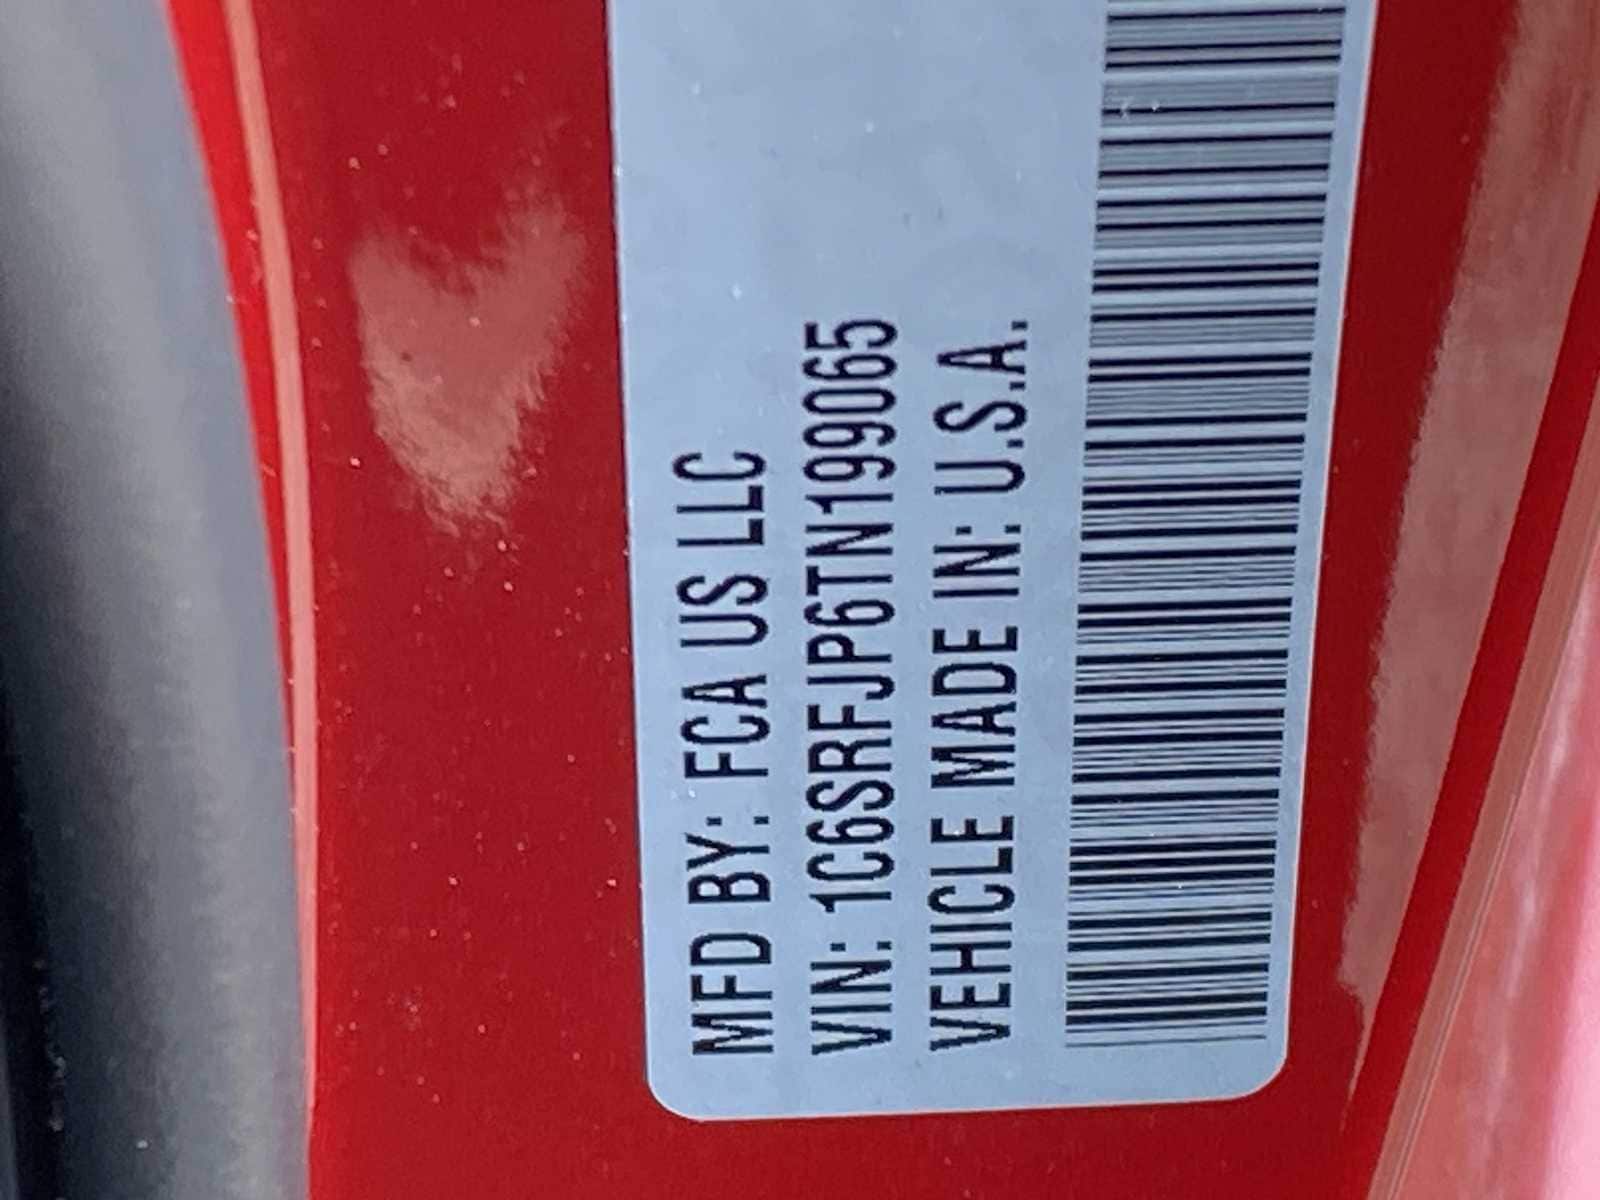 MFD BY: FCA US LLC
VIN: 1C6SRFJP6TN199065
VEHICLE MADE IN: U.S.A.